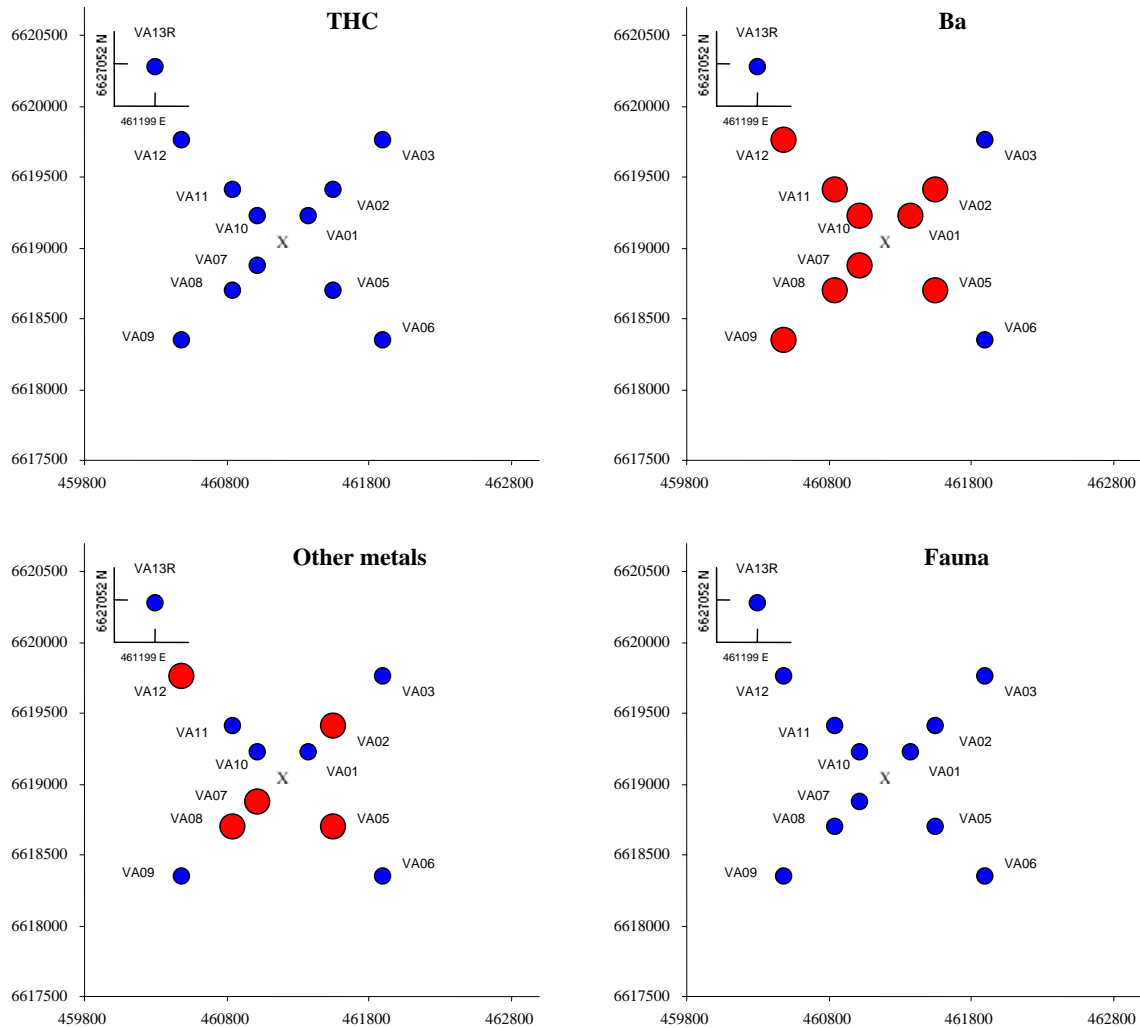 THC
6620500
6620000
6619500
6619000
6618500
6618000
6617500
459800
460800
461800
462800
VA13R
6627052 N
461199 E
VA12
VA03
VA11
VA02
VA10
VA01
X
VA07
VA08
VA05
VA09
VA06
Ba
6620500
6620000
6619500
6619000
6618500
6618000
6617500
459800
460800
461800
462800
VA13R
6627052 N
461199 E
VA12
VA03
VA11
VA02
VA10
VA01
X
VA07
VA08
VA05
VA09
VA06
Other metals
6620500
6620000
6619500
6619000
6618500
6618000
6617500
459800
460800
461800
462800
VA13R
6627052 N
461199 E
VA12
VA03
VA11
VA02
VA10
VA01
X
VA07
VA08
VA05
VA09
VA06
Fauna
6620500
6620000
6619500
6619000
6618500
6618000
6617500
459800
460800
461800
462800
VA13R
6627052 N
461199 E
VA12
VA03
VA11
VA02
VA10
VA01
X
VA07
VA08
VA05
VA09
VA06